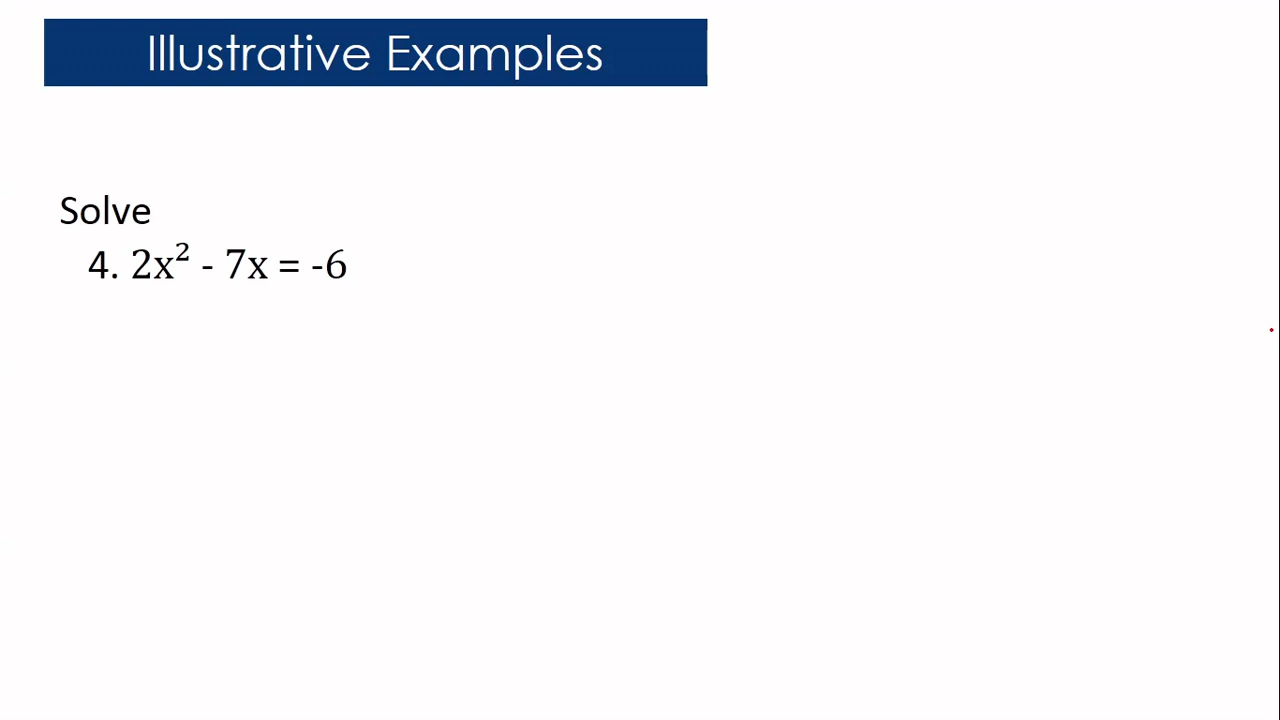 Illustrative Examples
Solve
4. 2x² - 7x = -6